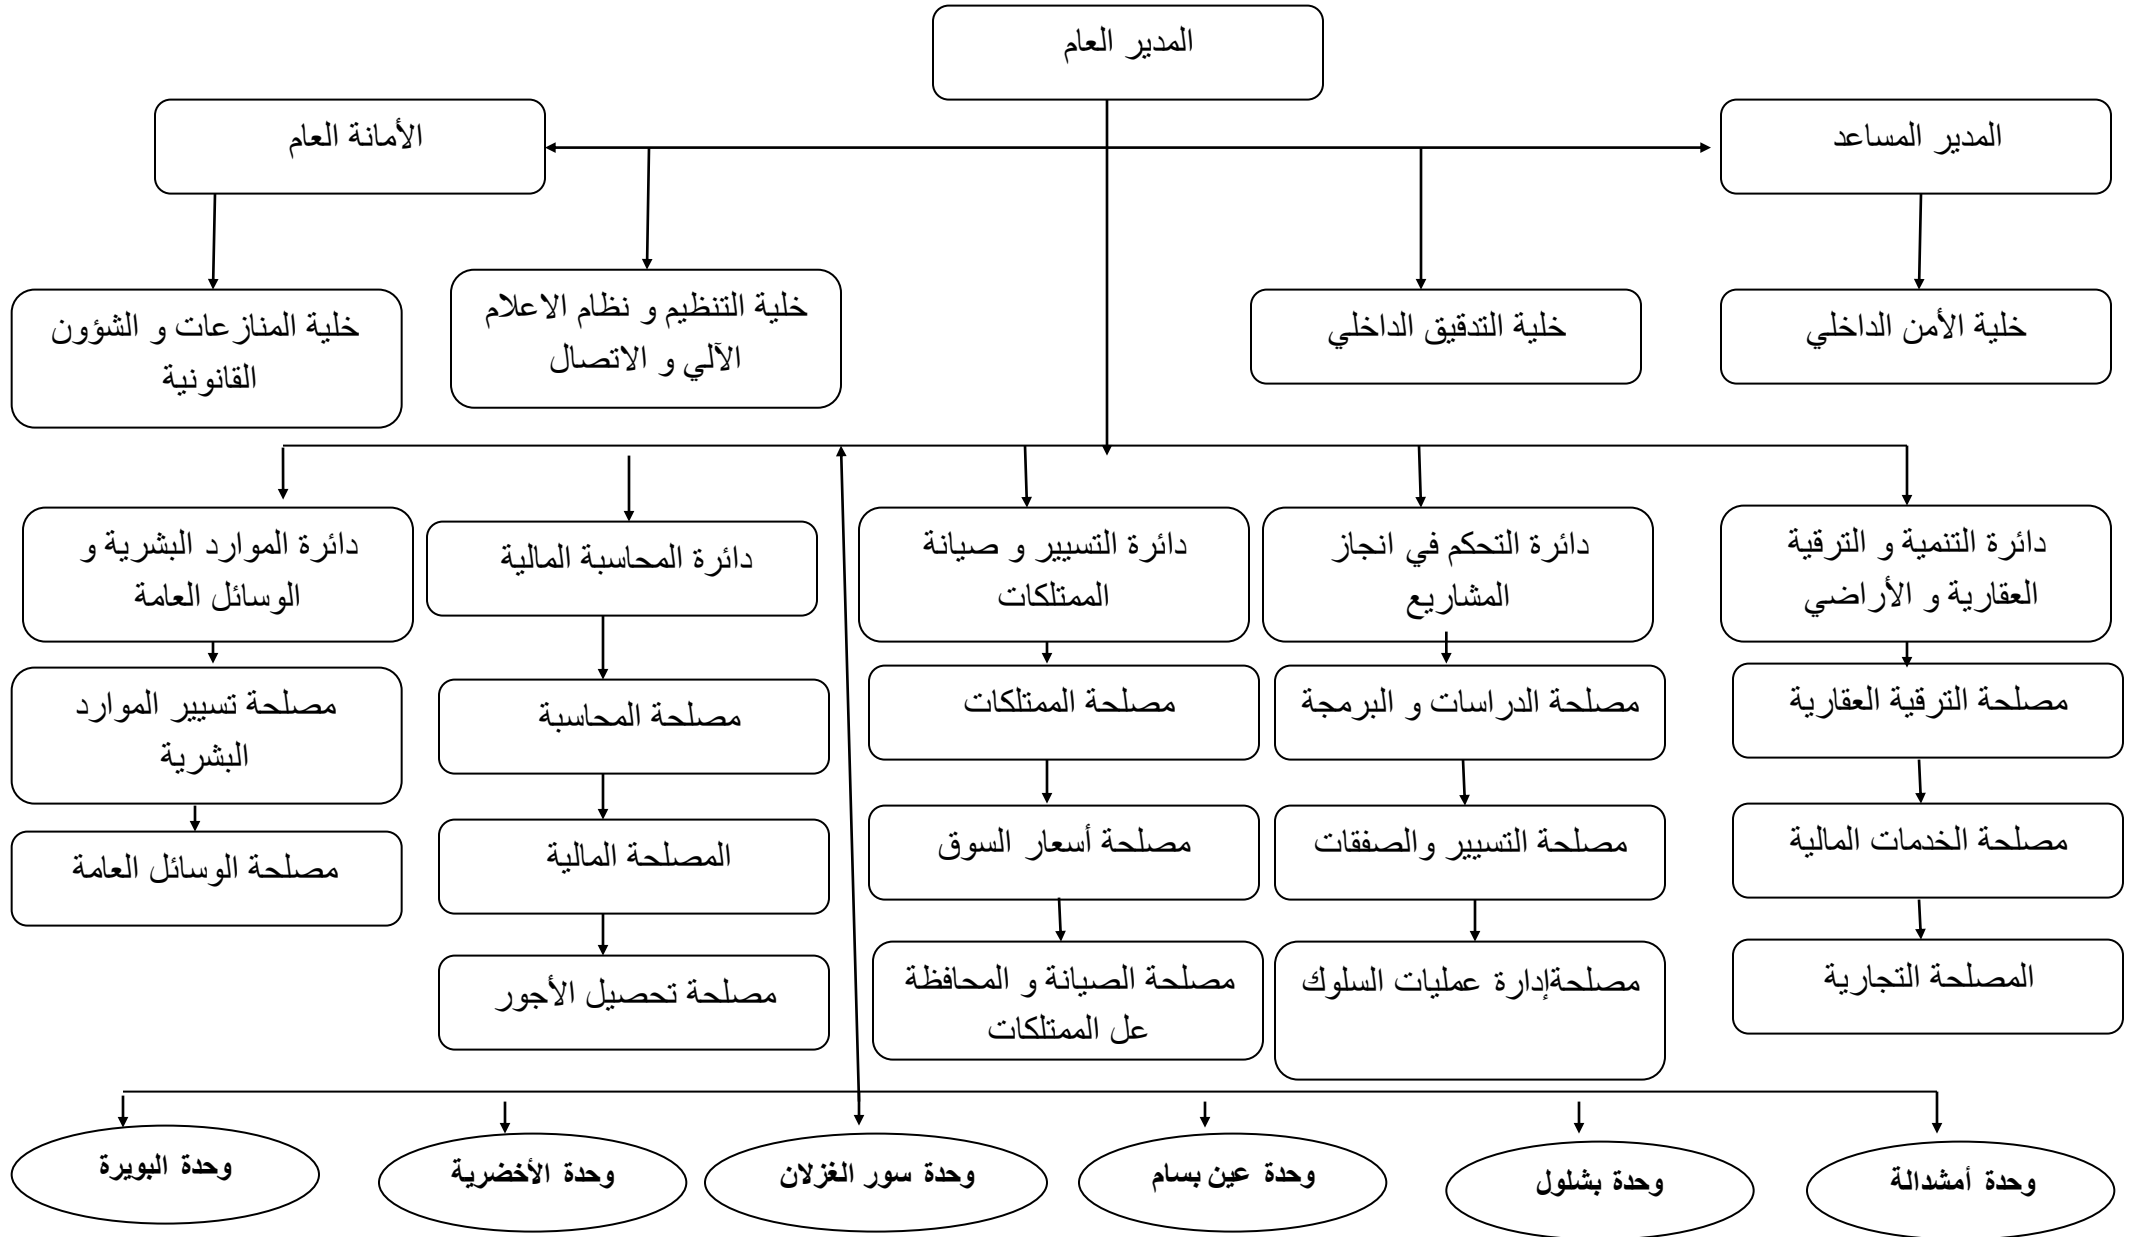 المدير العام
المدير المساعد
الأمانة العام
خلية الأمن الداخلي
خلية التدقيق الداخلي
خلية التنظيم و نظام الاعلام
الآلي و الاتصال
خلية المنازعات و الشؤون
القانونية
دائرة التنمية و الترقية
العقارية و الأراضي
دائرة التحكم في انجاز
المشاريع
دائرة التسيير و صيانة
الممتلكات
دائرة المحاسبة المالية
دائرة الموارد البشرية و
الوسائل العامة
مصلحة الترقية العقارية
مصلحة الدراسات و البرمجة
مصلحة الممتلكات
مصلحة المحاسبة
مصلحة تسيير الموارد
البشرية
مصلحة الخدمات المالية
مصلحة التسيير والصفقات
مصلحة أسعار السوق
المصلحة المالية
مصلحة الوسائل العامة
المصلحة التجارية
مصلحةإدارة عمليات السلوك
مصلحة الصيانة و المحافظة
عل الممتلكات
مصلحة تحصيل الأجور
وحدة أمشدالة
وحدة بشلول
وحدة عين بسام
وحدة سور الغزلان
وحدة الأخضرية
وحدة البويرة